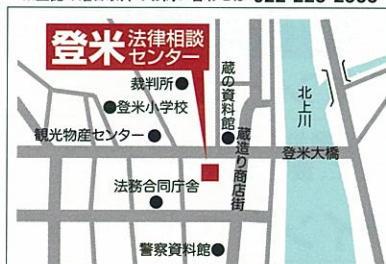 登米 法律相談
センター
裁判所
登米小学校
観光物産センター
蔵の資料館
蔵造り商店街
北上川
登米大橋
法務合同庁舎
警察資料館